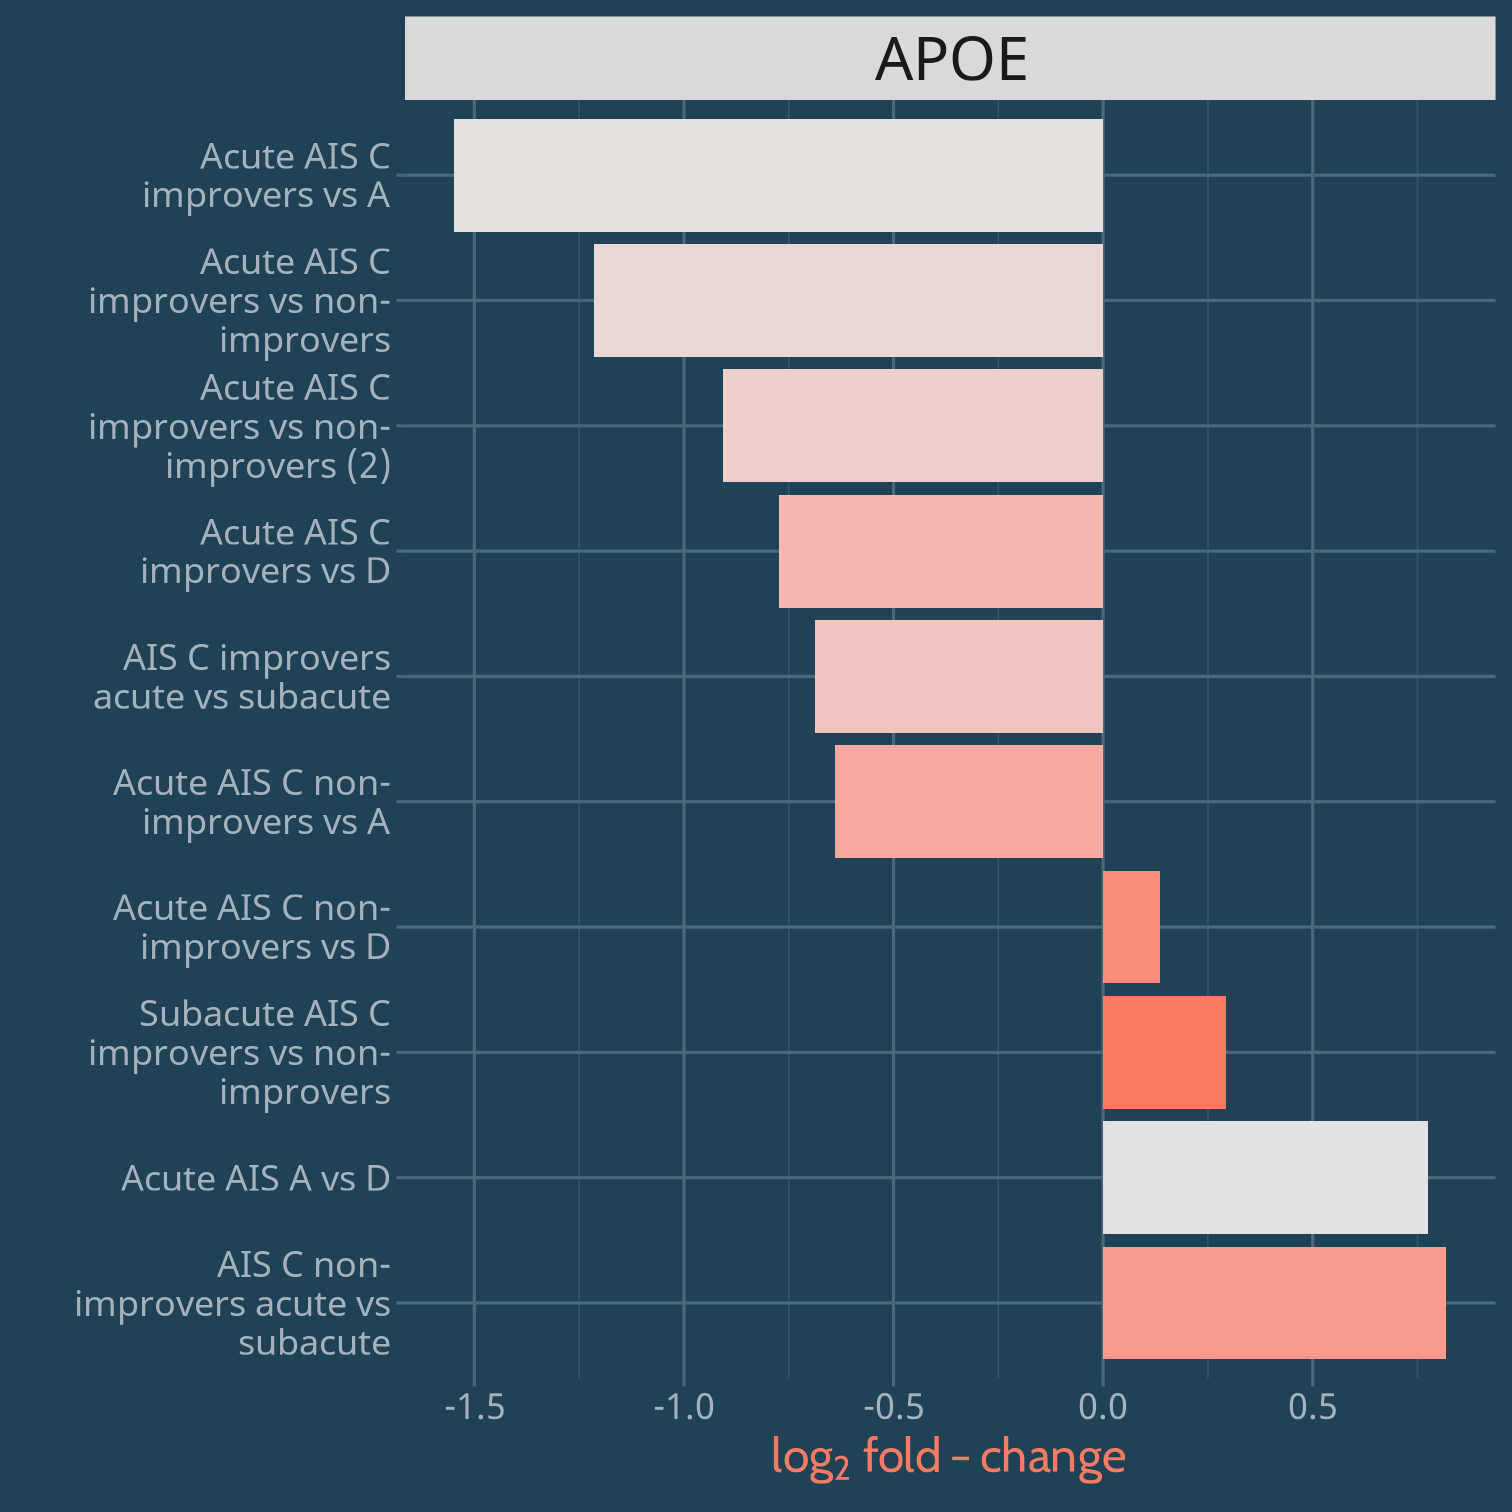 APOE
Acute AIS C
improvers vs A
Acute AIS C
improvers vs non-
improvers
Acute AIS C
improvers vs non-
improvers (2)
Acute AIS C
improvers vs D
AIS C improvers
acute vs subacute
Acute AIS C non-
improvers vs A
Acute AIS C non-
improvers vs D
Subacute AIS C
improvers vs non-
improvers
Acute AIS A vs D
AIS C non-
improvers acute vs
subacute
-1.5 -1.0 -0.5 0.0 0.5
log₂ fold – change